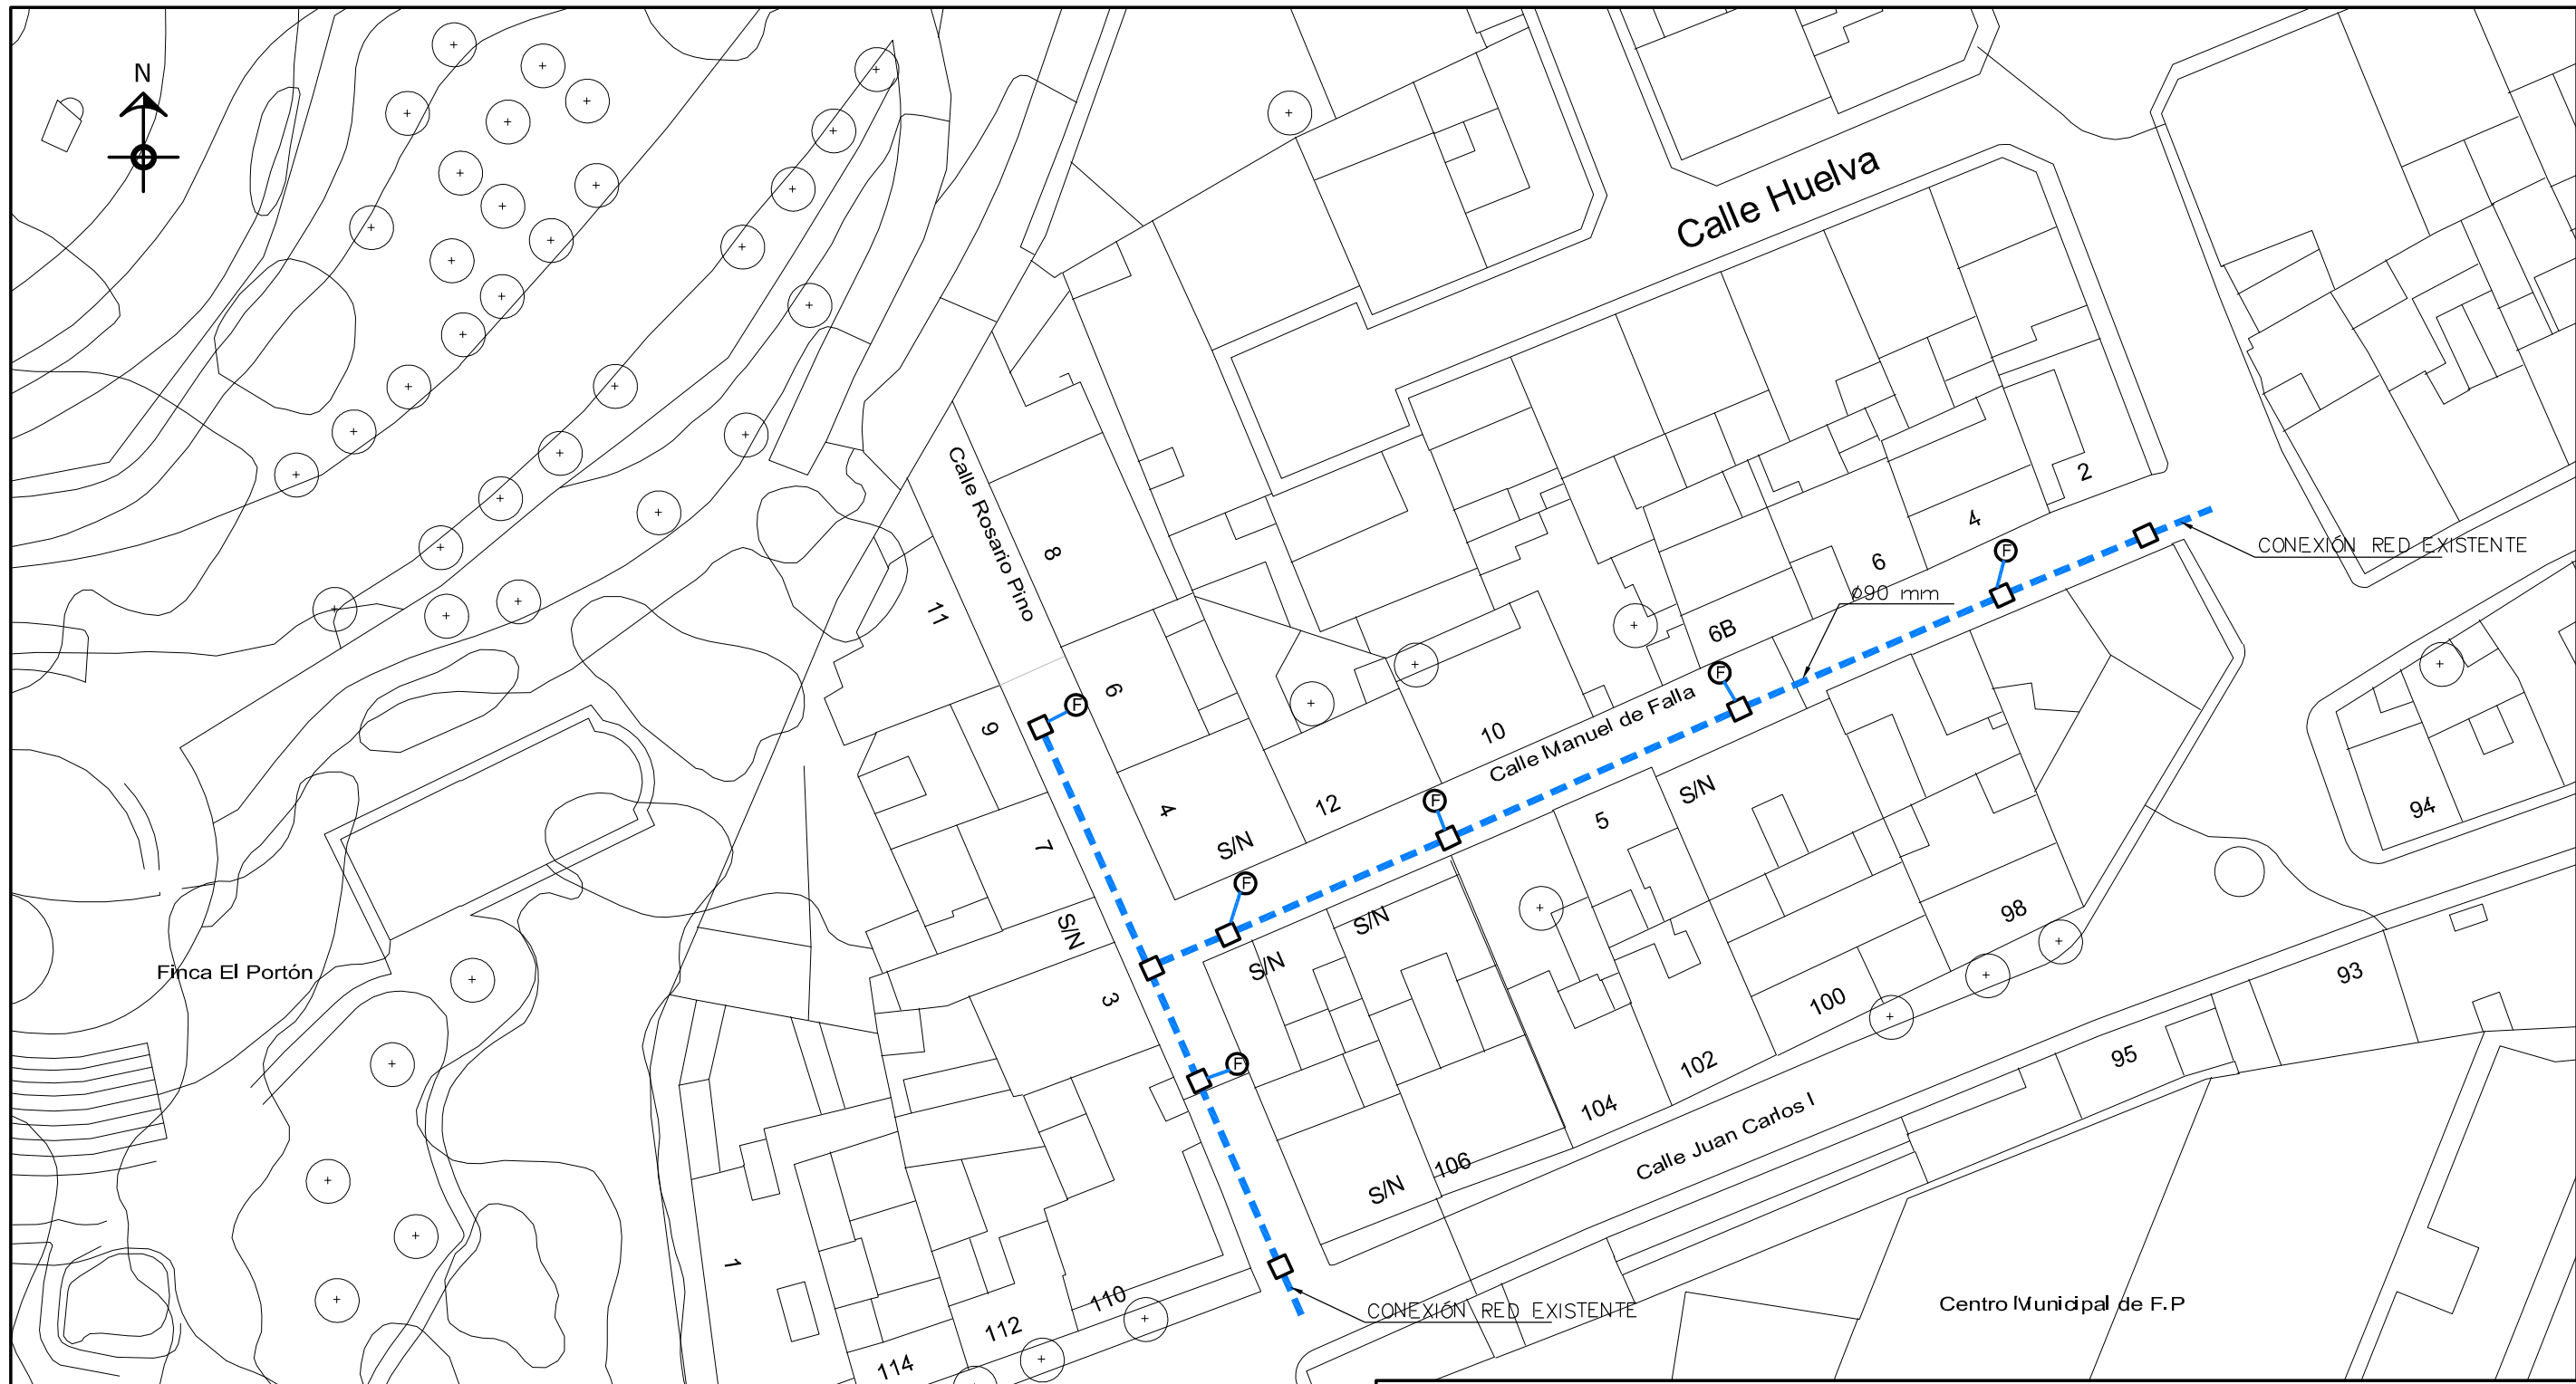 N
Calle Huelva
Calle Rosario Pino
8
11
6
9
4
7
S/N
3
S/N
12
10
Calle Manuel de Falla
6B
6
4
2
CONEXIÓN RED EXISTENTE
Ø90 mm
F
F
F
F
F
F
S/N
5
S/N
S/N
94
98
100
102
104
106
S/N
93
95
Calle Juan Carlos I
Finca El Portón
1
110
112
114
CONEXIÓN RED EXISTENTE
Centro Municipal de F.P